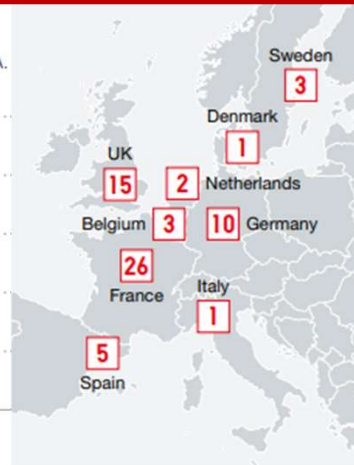 A.
Sweden
3
Denmark
1
UK
15
2 Netherlands
Belgium 3
10 Germany
26
France
Italy
1
5
Spain